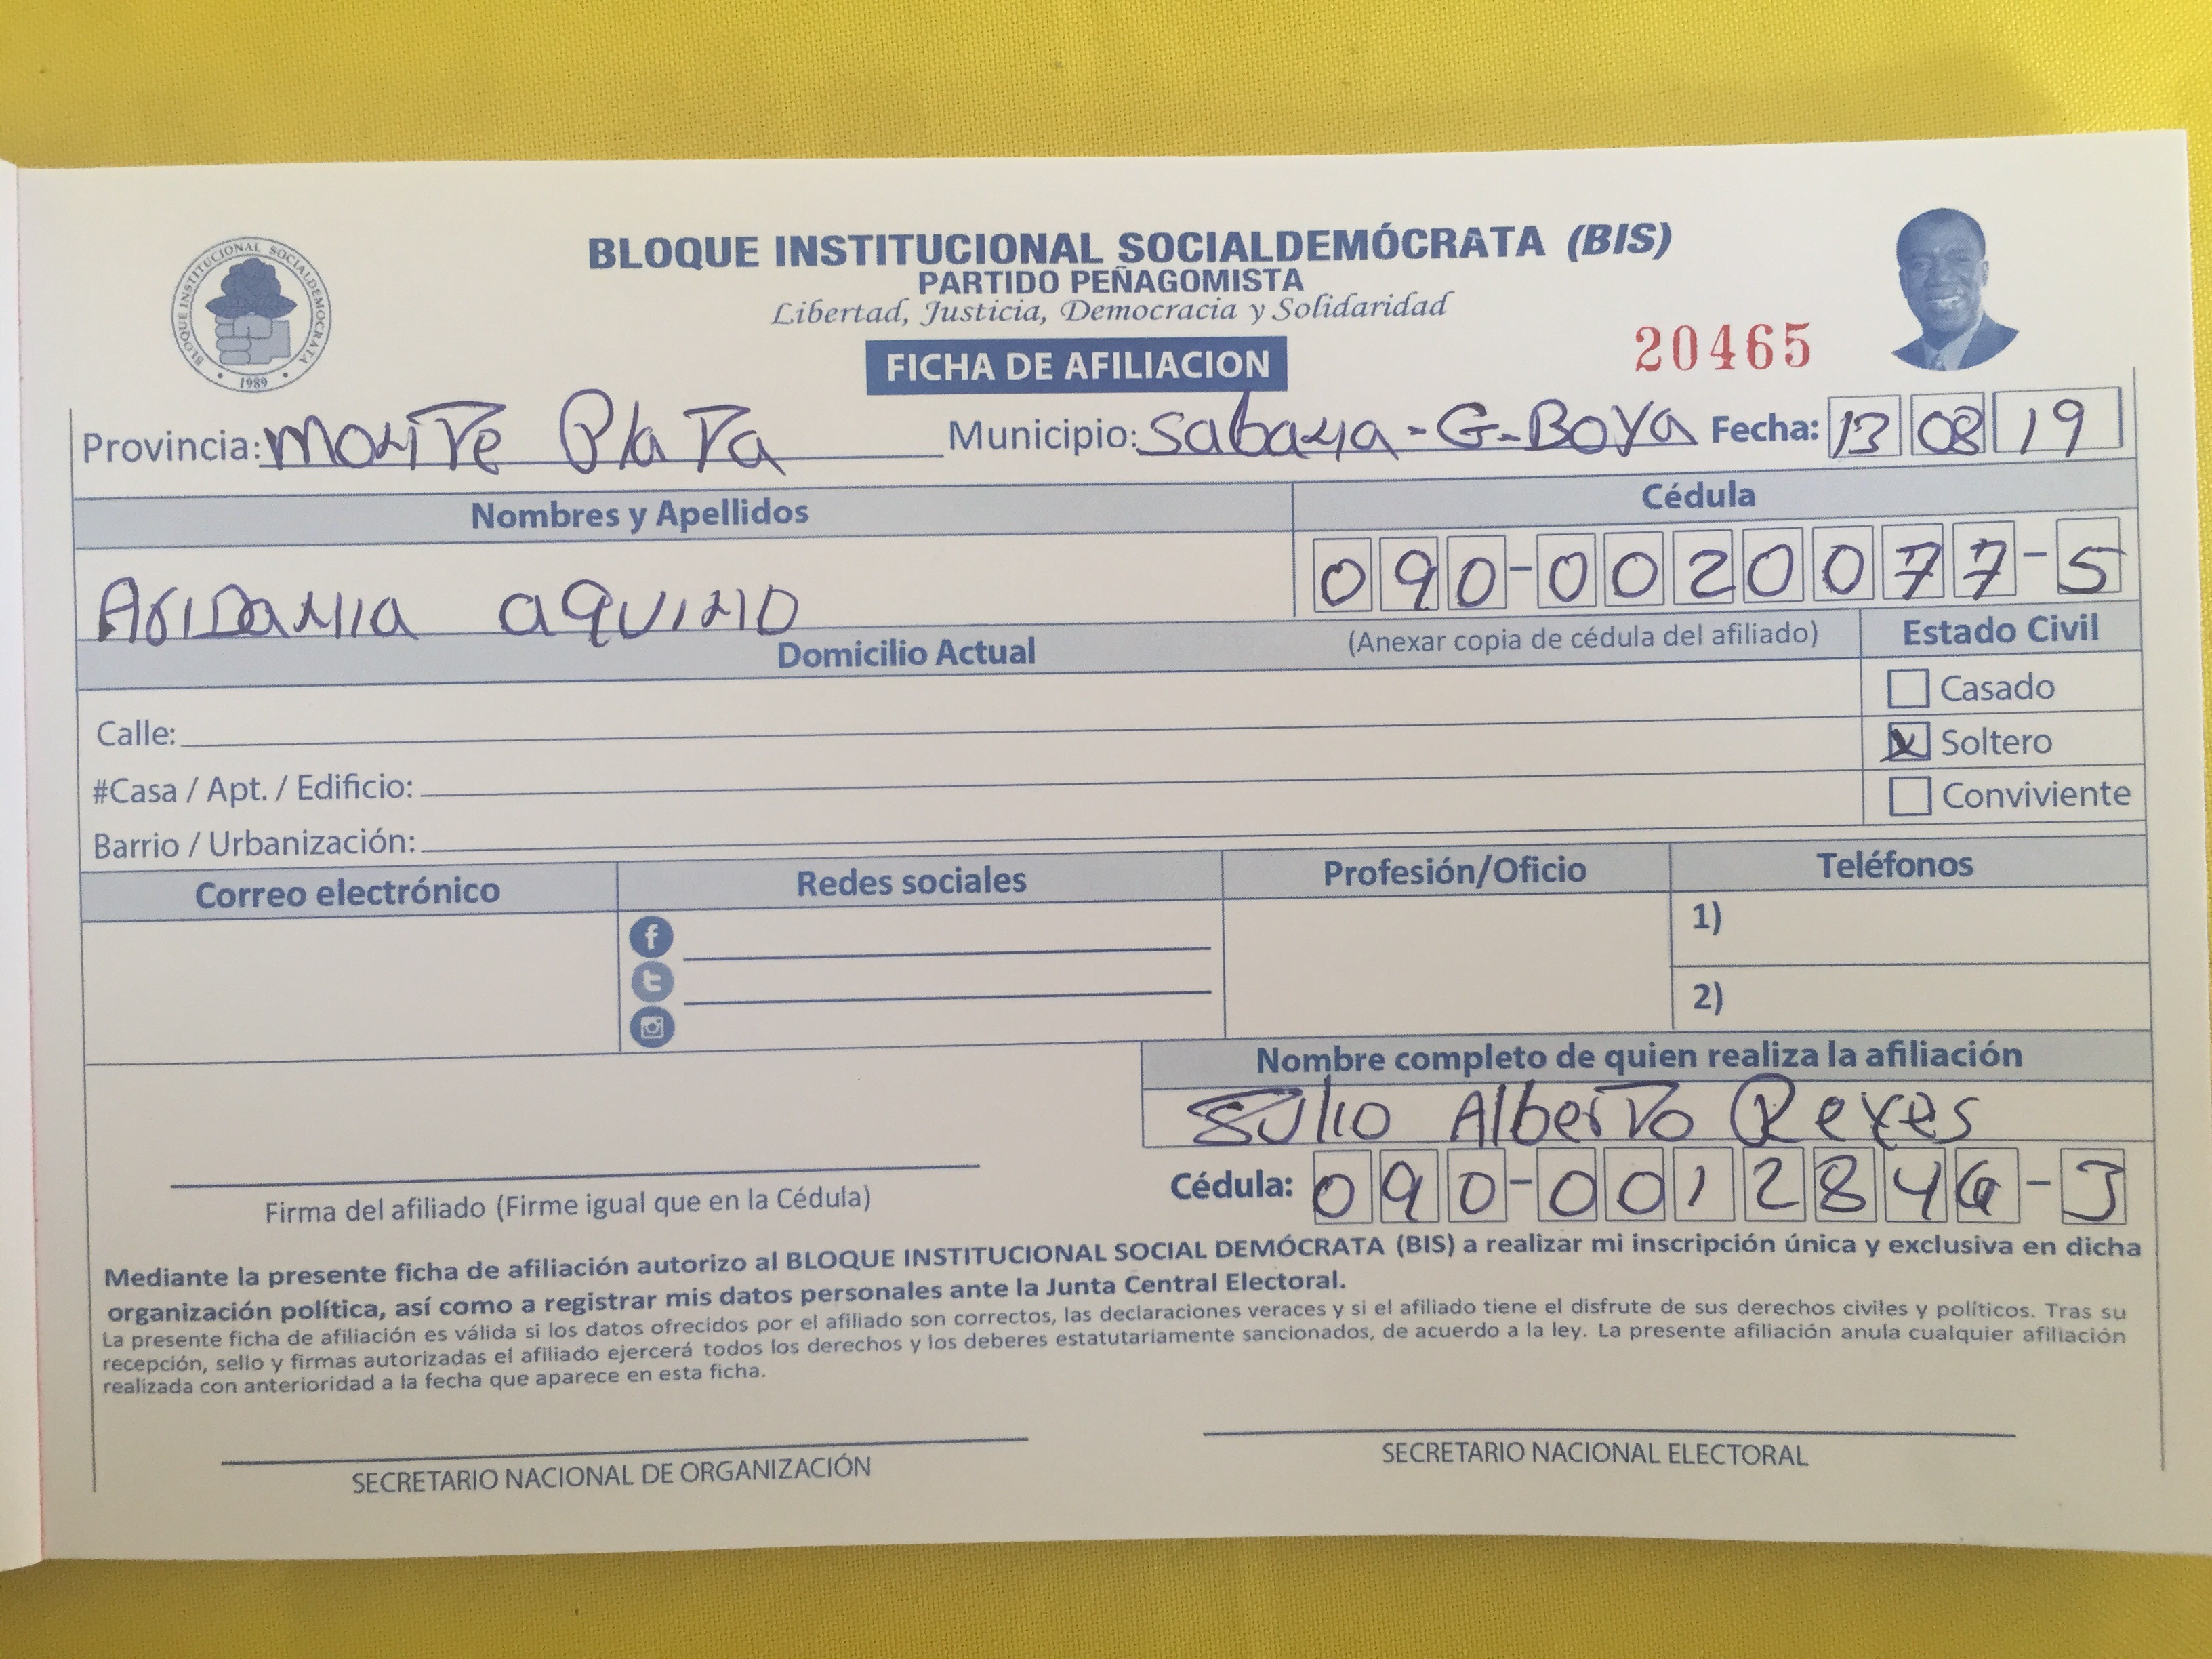 BLOQUE INSTITUCIONAL SOCIALDEMÓCRATA (BIS)
PARTIDO PEÑAGOMISTA
Libertad, Justicia, Democracia y Solidaridad
BLOQUE INSTITUCIONAL SOCIALDEMOCRATA
• 1989 •
20465
FICHA DE AFILIACION
Provincia: Monte Plata Municipio: Sabana-G-Boya Fecha: 13 08 19
Nombres y Apellidos Cédula
Aridania aquino 090-0020077-5
Domicilio Actual (Anexar copia de cédula del afiliado) Estado Civil
Casado
Calle: X Soltero
#Casa / Apt. / Edificio: Conviviente
Barrio / Urbanización:
Correo electrónico Redes sociales Profesión/Oficio Teléfonos
1)
2)
Nombre completo de quien realiza la afiliación
Julio Alberto Reyes
Cédula: 090-0012846-
Firma del afiliado (Firme igual que en la Cédula)
Mediante la presente ficha de afiliación autorizo al BLOQUE INSTITUCIONAL SOCIAL DEMÓCRATA (BIS) a realizar mi inscripción única y exclusiva en dicha
organización política, así como a registrar mis datos personales ante la Junta Central Electoral.
La presente ficha de afiliación es válida si los datos ofrecidos por el afiliado son correctos, las declaraciones veraces y si el afiliado tiene el disfrute de sus derechos civiles y políticos. Tras su
recepción, sello y firmas autorizadas el afiliado ejercerá todos los derechos y los deberes estatutariamente sancionados, de acuerdo a la ley. La presente afiliación anula cualquier afiliación
realizada con anterioridad a la fecha que aparece en esta ficha.
SECRETARIO NACIONAL DE ORGANIZACIÓN SECRETARIO NACIONAL ELECTORAL